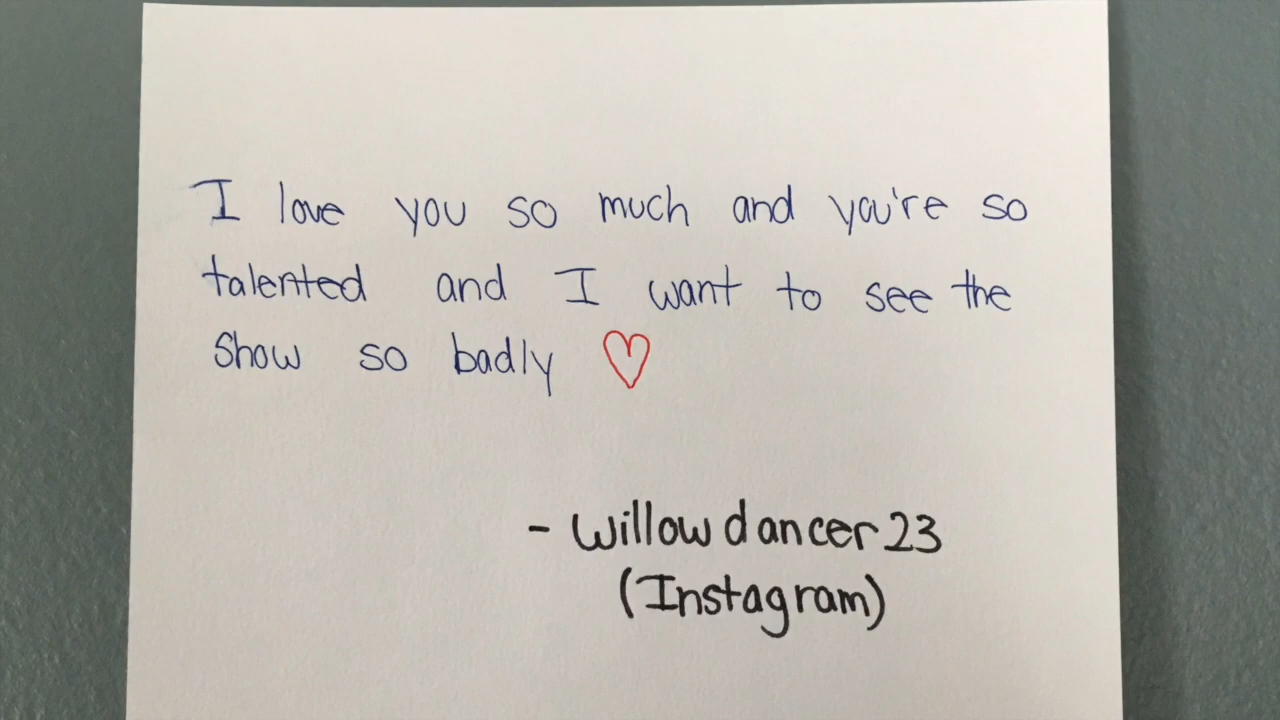 I love you so much and you're so
talented and I want to see the
show so badly ♡
- Willowdancer23
(Instagram)